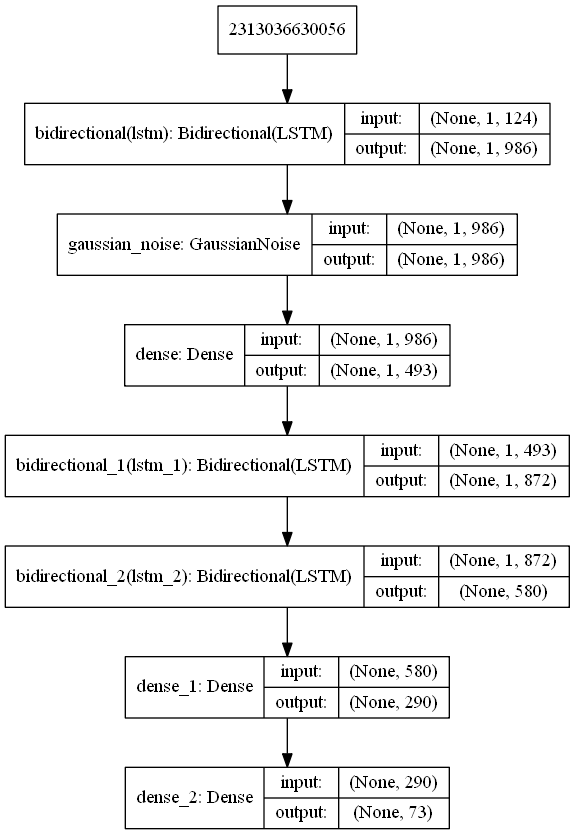 2313036630056
bidirectional(lstm): Bidirectional(LSTM)
input: (None, 1, 124)
output: (None, 1, 986)
gaussian_noise: GaussianNoise
input: (None, 1, 986)
output: (None, 1, 986)
dense: Dense
input: (None, 1, 986)
output: (None, 1, 493)
bidirectional_1(lstm_1): Bidirectional(LSTM)
input: (None, 1, 493)
output: (None, 1, 872)
bidirectional_2(lstm_2): Bidirectional(LSTM)
input: (None, 1, 872)
output: (None, 580)
dense_1: Dense
input: (None, 580)
output: (None, 290)
dense_2: Dense
input: (None, 290)
output: (None, 73)